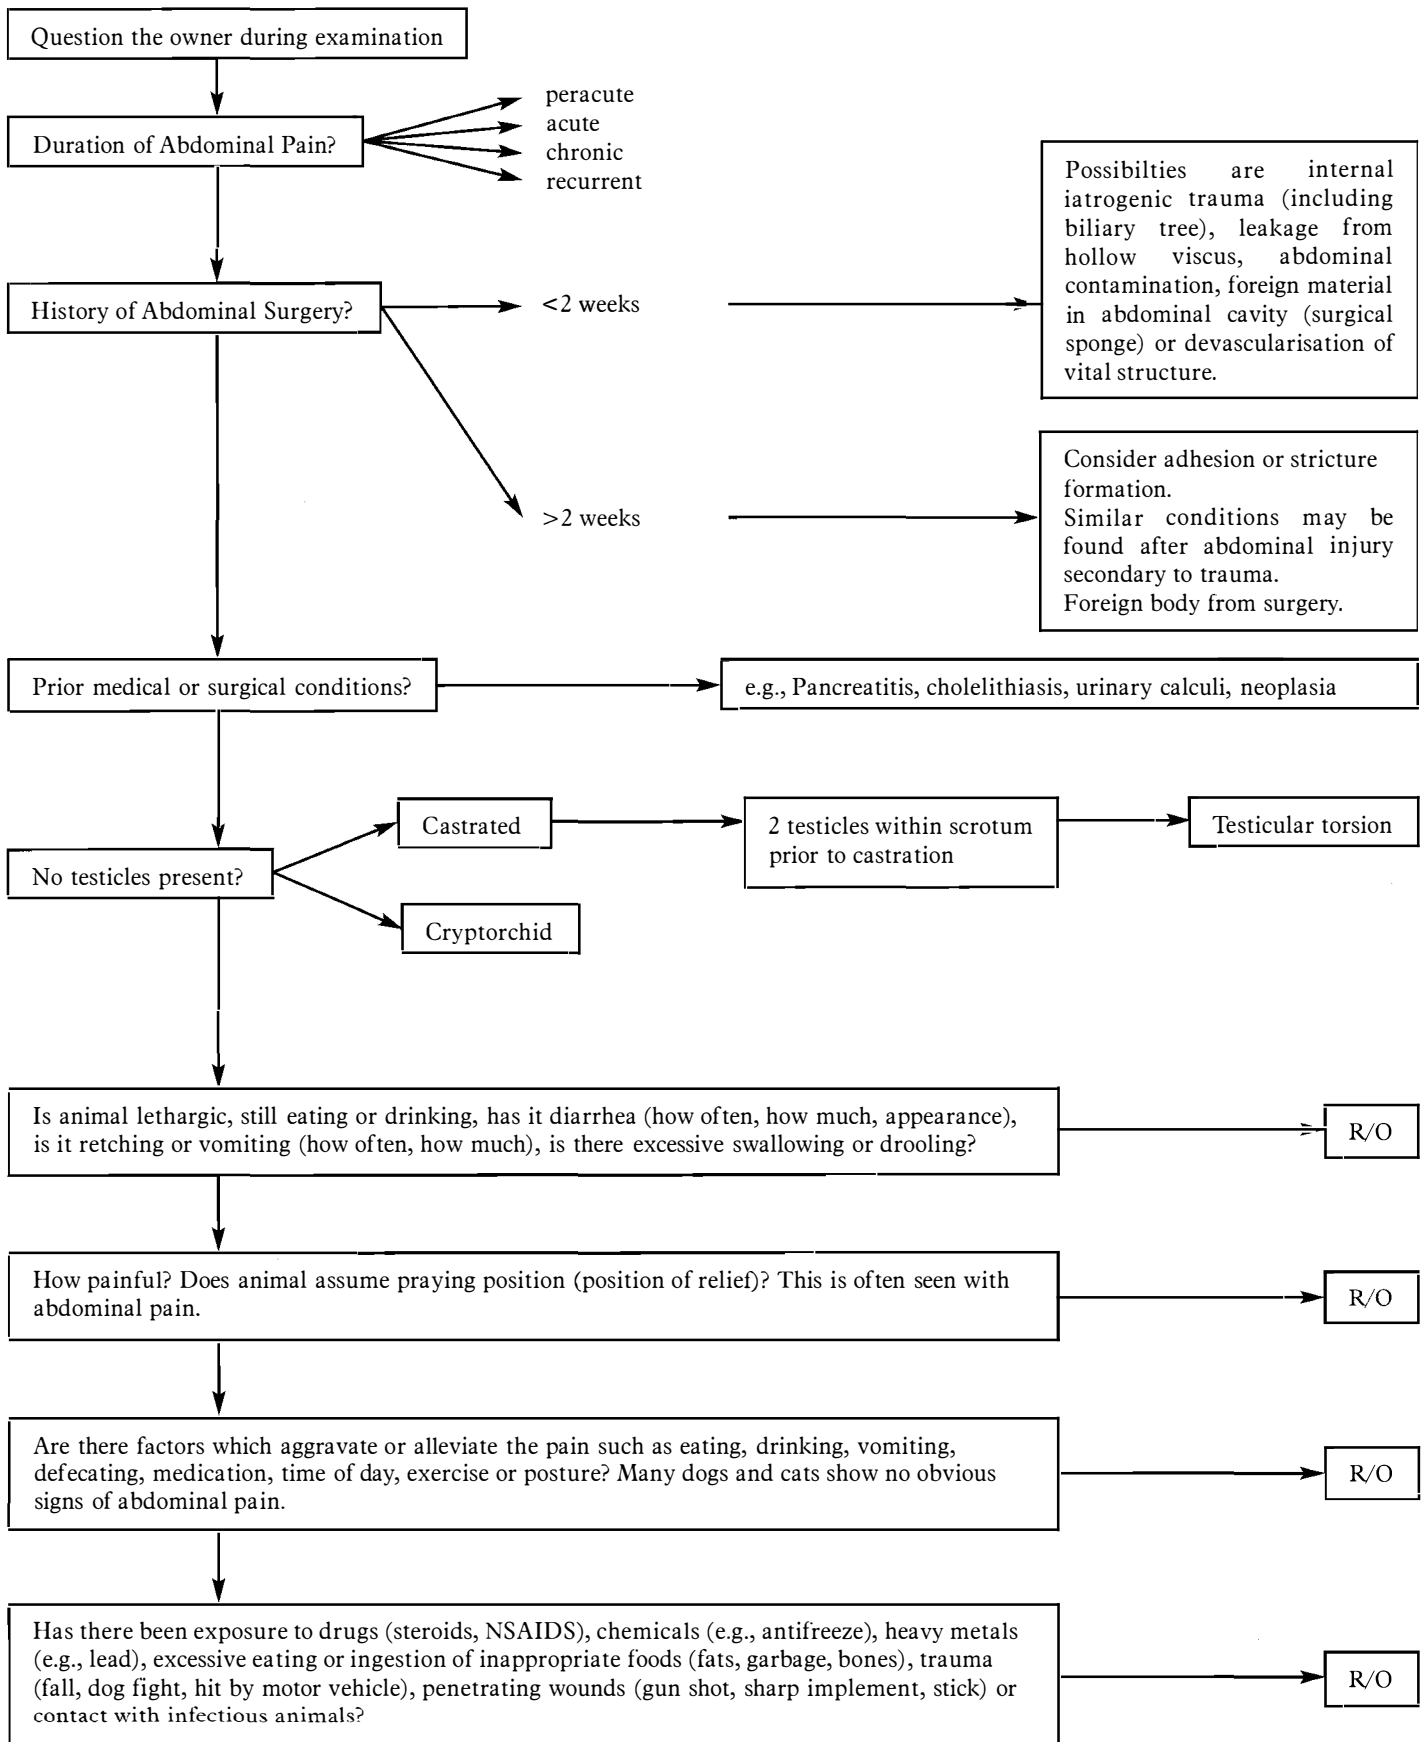 Question the owner during examination
Duration of Abdominal Pain?
peracute
acute
chronic
recurrent
History of Abdominal Surgery?
<2 weeks
Possibilties are internal
iatrogenic trauma (including
biliary tree), leakage from
hollow viscus, abdominal
contamination, foreign material
in abdominal cavity (surgical
sponge) or devascularisation of
vital structure.
>2 weeks
Consider adhesion or stricture
formation.
Similar conditions may be
found after abdominal injury
secondary to trauma.
Foreign body from surgery.
Prior medical or surgical conditions?
e.g., Pancreatitis, cholelithiasis, urinary calculi, neoplasia
No testicles present?
Castrated
2 testicles within scrotum
prior to castration
Testicular torsion
Cryptorchid
Is animal lethargic, still eating or drinking, has it diarrhea (how often, how much, appearance),
is it retching or vomiting (how often, how much), is there excessive swallowing or drooling?
R/O
How painful? Does animal assume praying position (position of relief)? This is often seen with
abdominal pain.
R/O
Are there factors which aggravate or alleviate the pain such as eating, drinking, vomiting,
defecating, medication, time of day, exercise or posture? Many dogs and cats show no obvious
signs of abdominal pain.
R/O
Has there been exposure to drugs (steroids, NSAIDS), chemicals (e.g., antifreeze), heavy metals
(e.g., lead), excessive eating or ingestion of inappropriate foods (fats, garbage, bones), trauma
(fall, dog fight, hit by motor vehicle), penetrating wounds (gun shot, sharp implement, stick) or
contact with infectious animals?
R/O